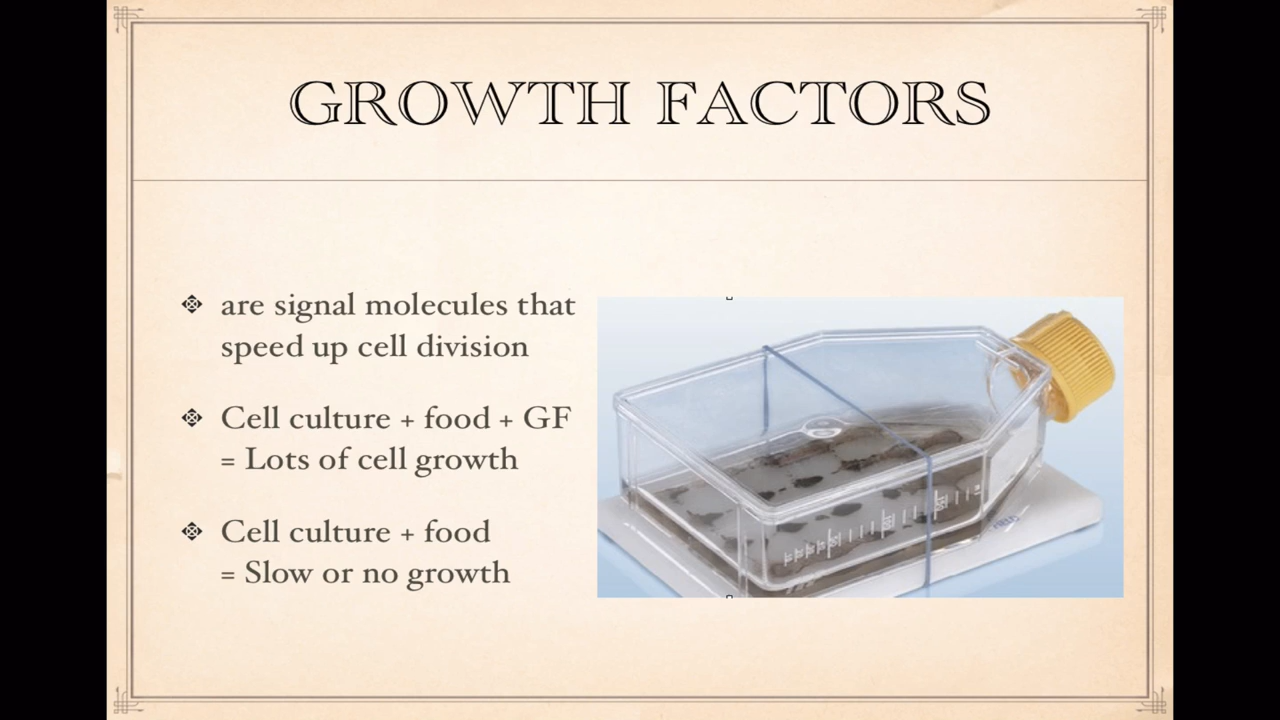 GROWTH FACTORS
are signal molecules that
speed up cell division
Cell culture + food + GF
= Lots of cell growth
Cell culture + food
= Slow or no growth